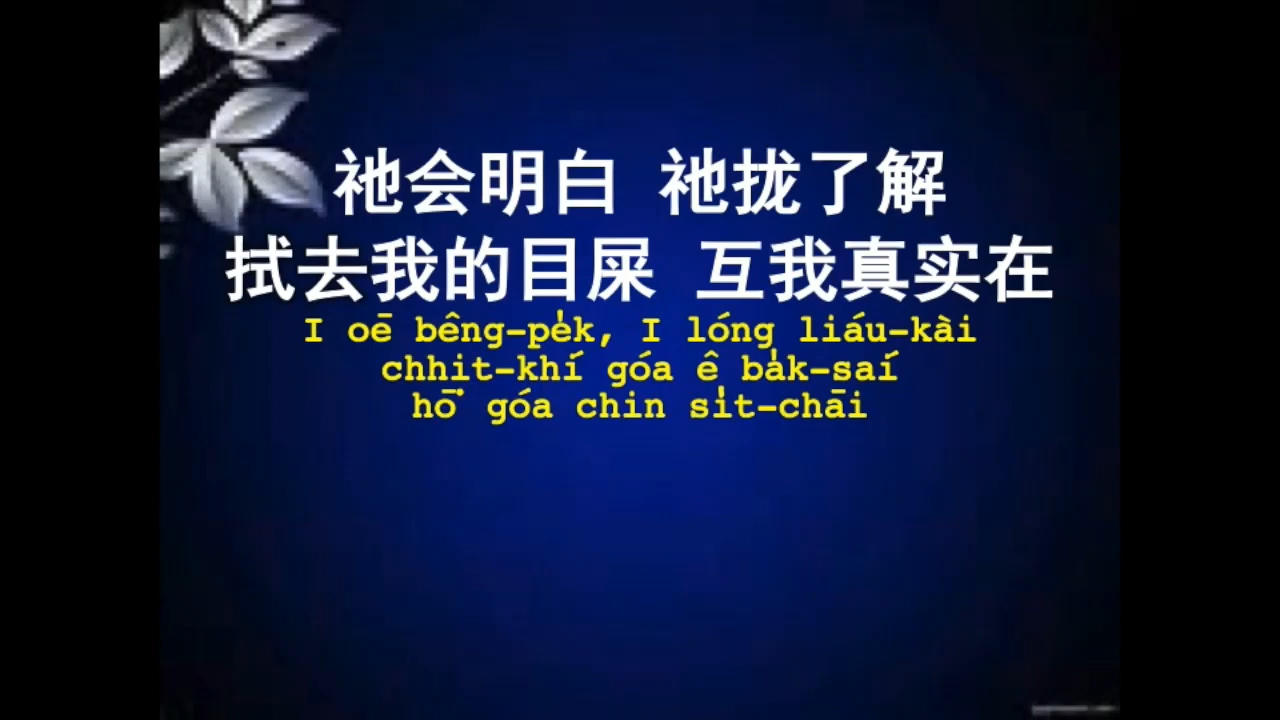 祂会明白 祂拢了解
拭去我的目屎 互我真实在
I oē bêng-pe̍k, I lóng liáu-kài
chhit-khí góa ê ba̍k-saí
hō͘ góa chin si̍t-chāi